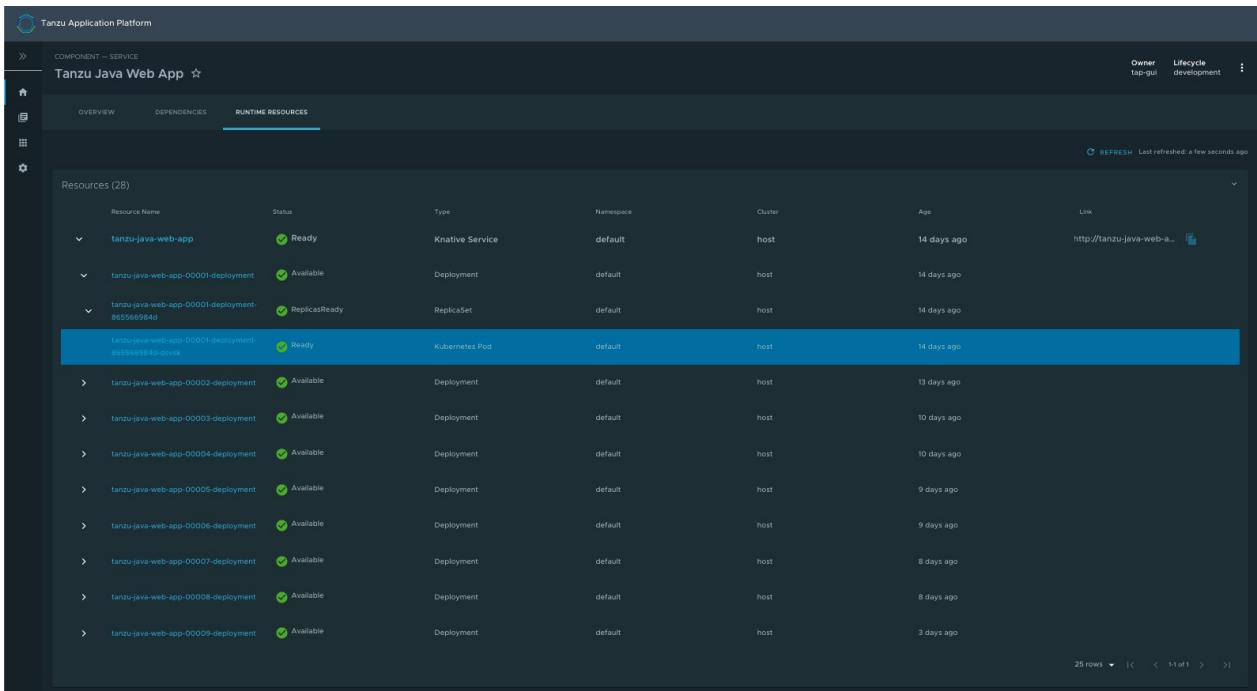 Tanzu Application Platform
COMPONENT — SERVICE
Tanzu Java Web App
Owner
tap-gui
Lifecycle
development
OVERVIEW DEPENDENCIES RUNTIME RESOURCES
REFRESH Last refreshed: a few seconds ago
Resources (28)
Resource Name Status Type Namespace Cluster Age Link
tanzu-java-web-app Ready Knative Service default host 14 days ago http://tanzu-java-web-a...
tanzu-java-web-app-00001-deployment Available Deployment default host 14 days ago
tanzu-java-web-app-00001-deployment-
865566984d ReplicasReady ReplicaSet default host 14 days ago
tanzu-java-web-app-00001-deployment-
Ready Kubernetes Pod default host 14 days ago
tanzu-java-web-app-00002-deployment Available Deployment default host 13 days ago
tanzu-java-web-app-00003-deployment Available Deployment default host 10 days ago
tanzu-java-web-app-00004-deployment Available Deployment default host 10 days ago
tanzu-java-web-app-00005-deployment Available Deployment default host 9 days ago
tanzu-java-web-app-00006-deployment Available Deployment default host 9 days ago
tanzu-java-web-app-00007-deployment Available Deployment default host 8 days ago
tanzu-java-web-app-00008-deployment Available Deployment default host 8 days ago
tanzu-java-web-app-00009-deployment Available Deployment default host 3 days ago
25 rows 1-1 of 1